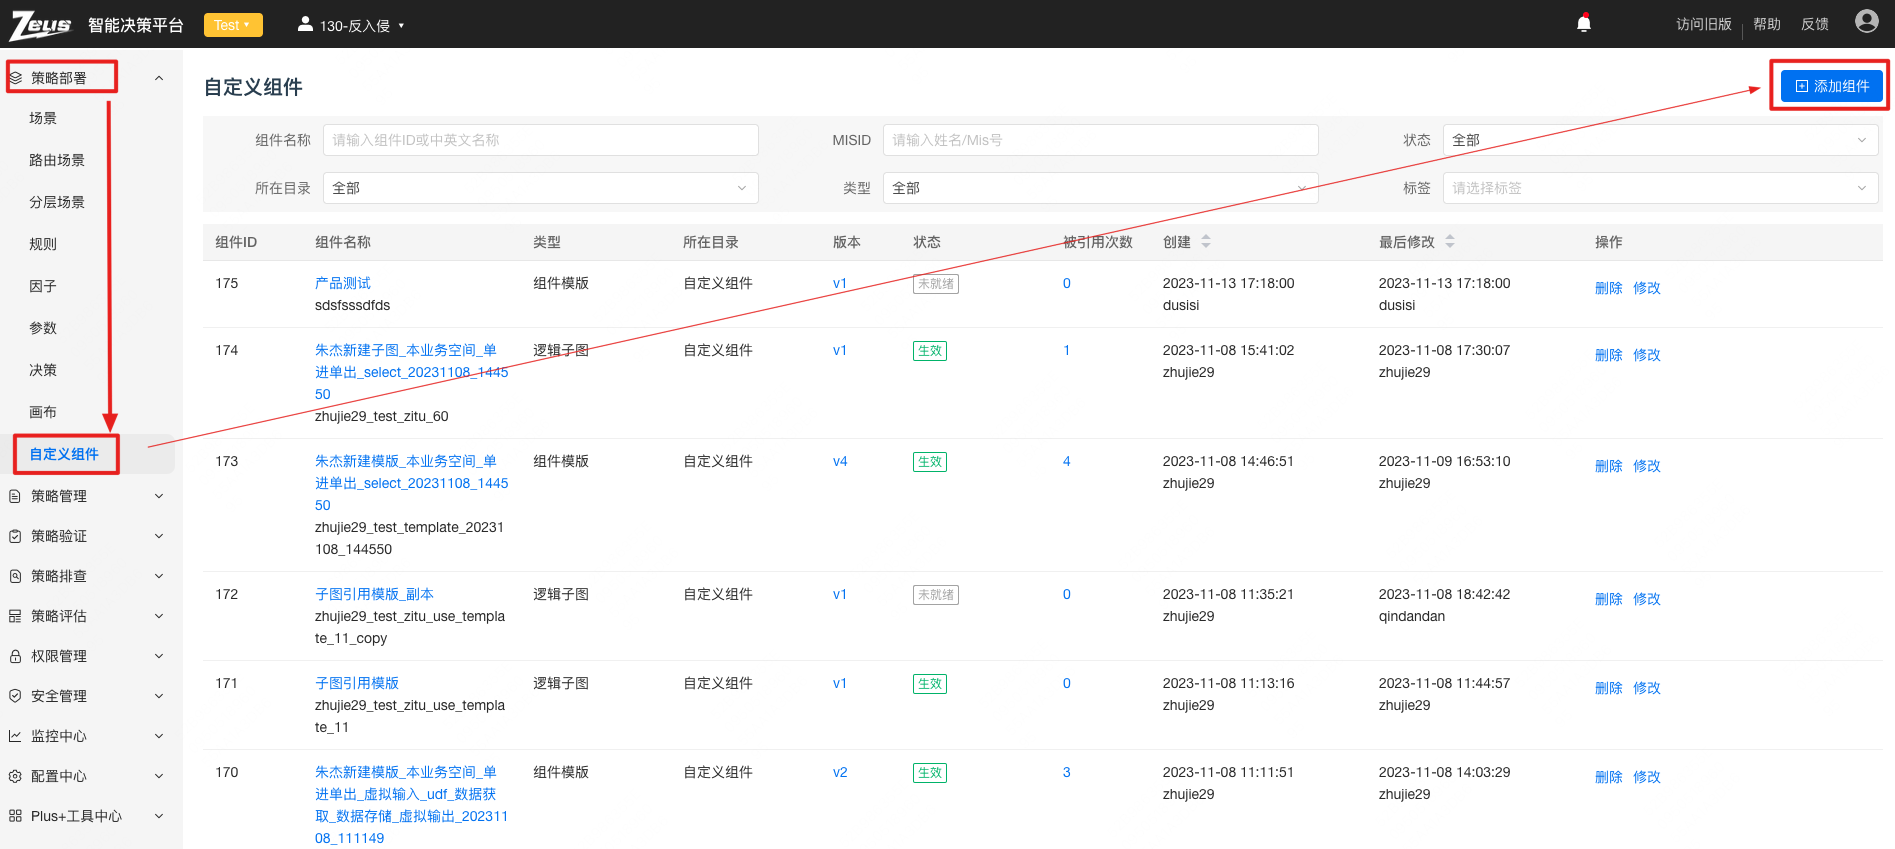 Zeus 智能决策平台 Test 130-反入侵 访问旧版 帮助 反馈
策略部署
场景
路由场景
分层场景
规则
因子
参数
决策
画布
自定义组件
策略管理
策略验证
策略排查
策略评估
权限管理
安全管理
监控中心
配置中心
Plus+工具中心
自定义组件 添加组件
组件名称 请输入组件ID或中英文名称 MISID 请输入姓名/Mis号 状态 全部
所在目录 全部 类型 全部 标签 请选择标签
组件ID 组件名称 类型 所在目录 版本 状态 被引用次数 创建 最后修改 操作
175 产品测试 组件模版 自定义组件 v1 未就绪 0 2023-11-13 17:18:00 2023-11-13 17:18:00 删除 修改
sdsfsssdfds dusisi dusisi
174 朱杰新建子图_本业务空间_单 逻辑子图 自定义组件 v1 生效 1 2023-11-08 15:41:02 2023-11-08 17:30:07 删除 修改
进单出_select_20231108_1445 zhujie29 zhujie29
50
zhujie29_test_zitu_60
173 朱杰新建模版_本业务空间_单 组件模版 自定义组件 v4 生效 4 2023-11-08 14:46:51 2023-11-09 16:53:10 删除 修改
进单出_select_20231108_1445 zhujie29 zhujie29
50
zhujie29_test_template_20231
108_144550
172 子图引用模版_副本 逻辑子图 自定义组件 v1 未就绪 0 2023-11-08 11:35:21 2023-11-08 18:42:42 删除 修改
zhujie29_test_zitu_use_templa zhujie29 qindandan
te_11_copy
171 子图引用模版 逻辑子图 自定义组件 v1 生效 0 2023-11-08 11:13:16 2023-11-08 11:44:57 删除 修改
zhujie29_test_zitu_use_templa zhujie29 zhujie29
te_11
170 朱杰新建模版_本业务空间_单 组件模版 自定义组件 v2 生效 3 2023-11-08 11:11:51 2023-11-08 14:03:29 删除 修改
进单出_虚拟输入_udf_数据获 zhujie29 zhujie29
取_数据存储_虚拟输出_202311
08_111149